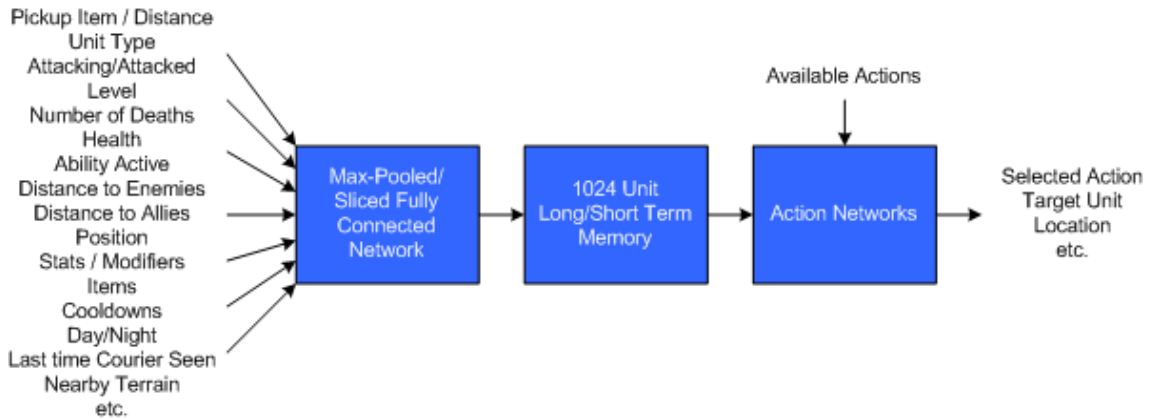 Pickup Item / Distance
Unit Type
Attacking/Attacked
Level
Number of Deaths
Health
Ability Active
Distance to Enemies
Distance to Allies
Position
Stats / Modifiers
Items
Cooldowns
Day/Night
Last time Courier Seen
Nearby Terrain
etc.
Max-Pooled/
Sliced Fully
Connected
Network
1024 Unit
Long/Short Term
Memory
Available Actions
Action Networks
Selected Action
Target Unit
Location
etc.